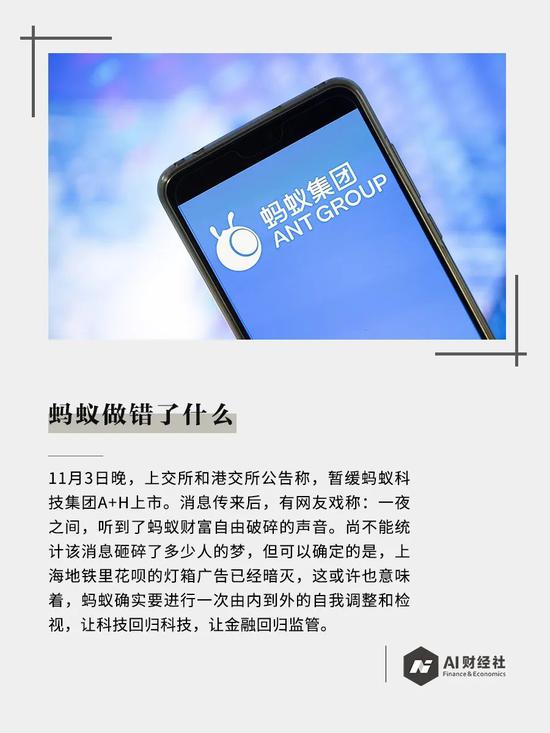 蚂蚁集团
ANT GROUP
蚂蚁做错了什么
11月3日晚，上交所和港交所公告称，暂缓蚂蚁科
技集团A+H上市。消息传来后，有网友戏称：一夜
之间，听到了蚂蚁财富自由破碎的声音。尚不能统
计该消息砸碎了多少人的梦，但可以确定的是，上
海地铁里花呗的灯箱广告已经暗灭，这或许也意味
着，蚂蚁确实要进行一次由内到外的自我调整和检
视，让科技回归科技，让金融回归监管。
AI财经社
Finance & Economics